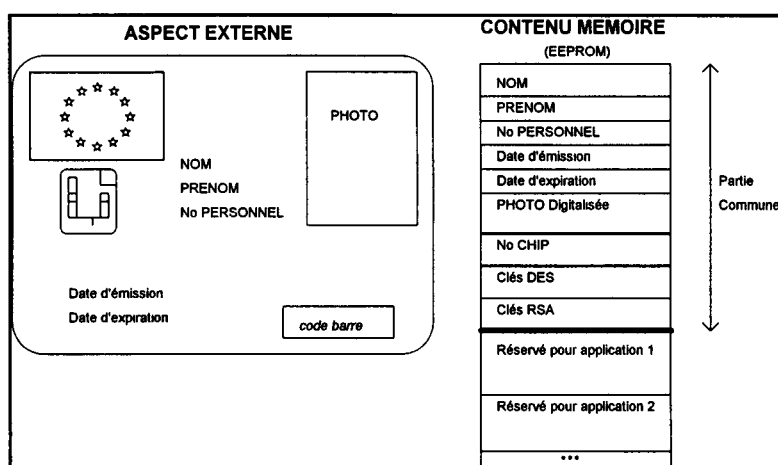 ASPECT EXTERNE
PHOTO
NOM
PRENOM
No PERSONNEL
Date d'émission
Date d'expiration
code barre
CONTENU MEMOIRE
(EEPROM)
NOM
PRENOM
No PERSONNEL
Date d'émission
Date d'expiration
PHOTO Digitalisée
No CHIP
Clés DES
Clés RSA
Réservé pour application 1
Réservé pour application 2
...
Partie
Commune